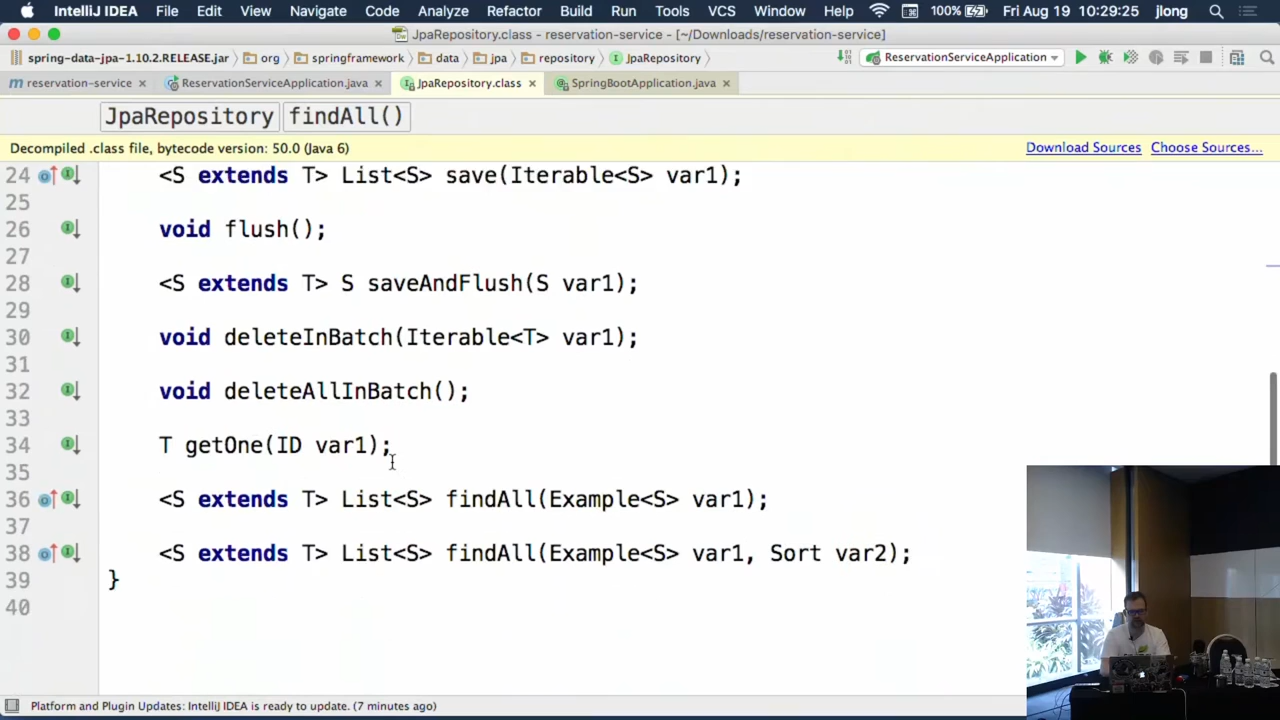 IntelliJ IDEA File Edit View Navigate Code Analyze Refactor Build Run Tools VCS Window Help 100% Fri Aug 19 10:29:25 jlong
JpaRepository.class - reservation-service - [~/Downloads/reservation-service]
spring-data-jpa-1.10.2.RELEASE.jar org springframework data jpa repository JpaRepository ReservationServiceApplication
reservation-service ReservationServiceApplication.java JpaRepository.class SpringBootApplication.java
JpaRepository findAll()
Decompiled .class file, bytecode version: 50.0 (Java 6) Download Sources Choose Sources...
24 <S extends T> List<S> save(Iterable<S> var1);
25
26 void flush();
27
28 <S extends T> S saveAndFlush(S var1);
29
30 void deleteInBatch(Iterable<T> var1);
31
32 void deleteAllInBatch();
33
34 T getOne(ID var1);
35
36 <S extends T> List<S> findAll(Example<S> var1);
37
38 <S extends T> List<S> findAll(Example<S> var1, Sort var2);
39 }
40
Platform and Plugin Updates: IntelliJ IDEA is ready to update. (7 minutes ago)